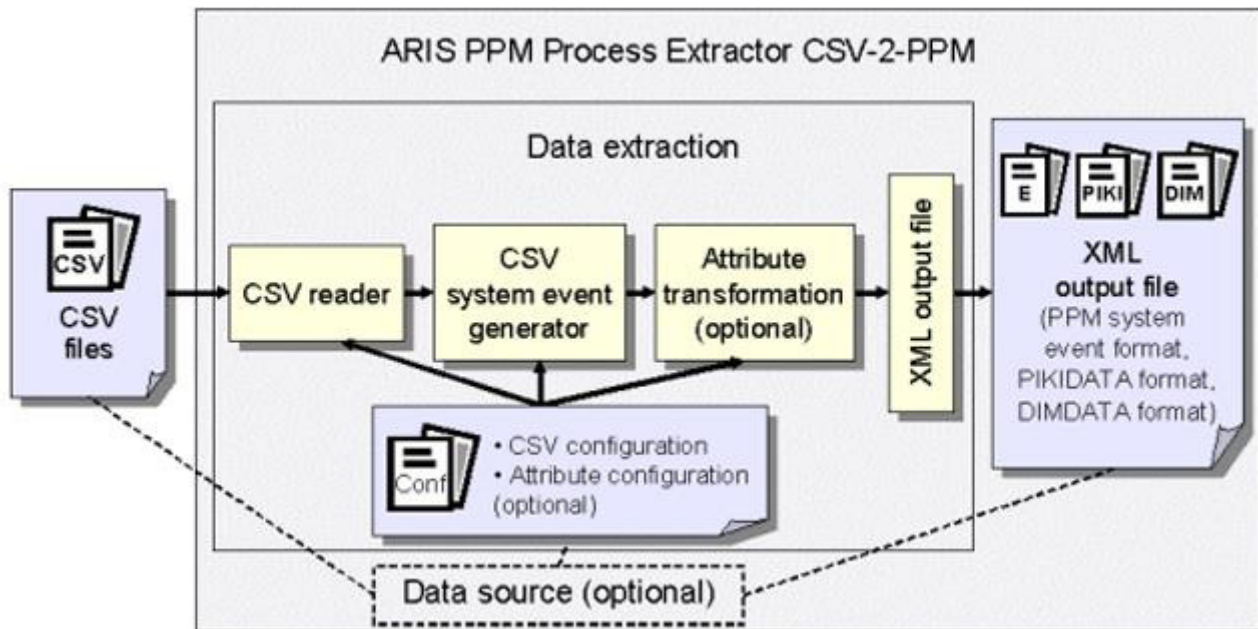 ARIS PPM Process Extractor CSV-2-PPM
Data extraction
CSV
CSV
files
CSV reader
CSV
system event
generator
Attribute
transformation
(optional)
XML output file
E
PIKI
DIM
XML
output file
(PPM system
event format,
PIKIDATA format,
DIMDATA format)
Conf
• CSV configuration
• Attribute configuration
(optional)
Data source (optional)